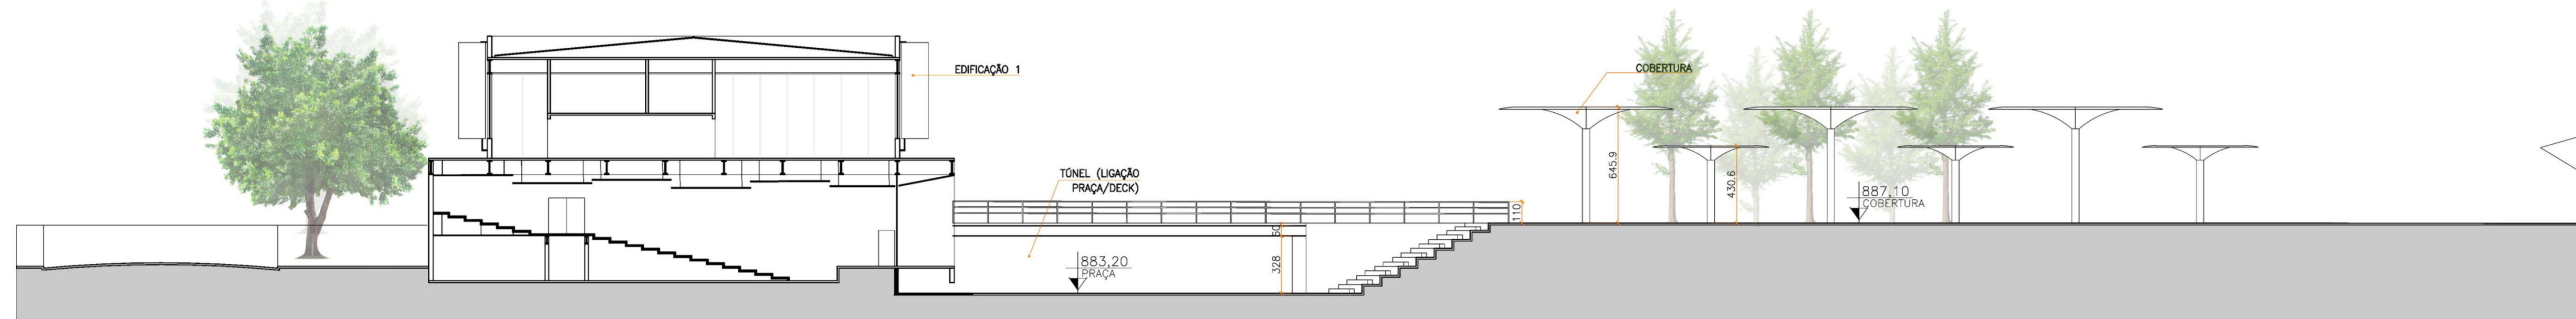 EDIFICAÇÃO 1
COBERTURA
TÚNEL (LIGAÇÃO
PRAÇA/DECK)
645.9
430.6
887,10
COBERTURA
110
60
328
883,20
PRAÇA